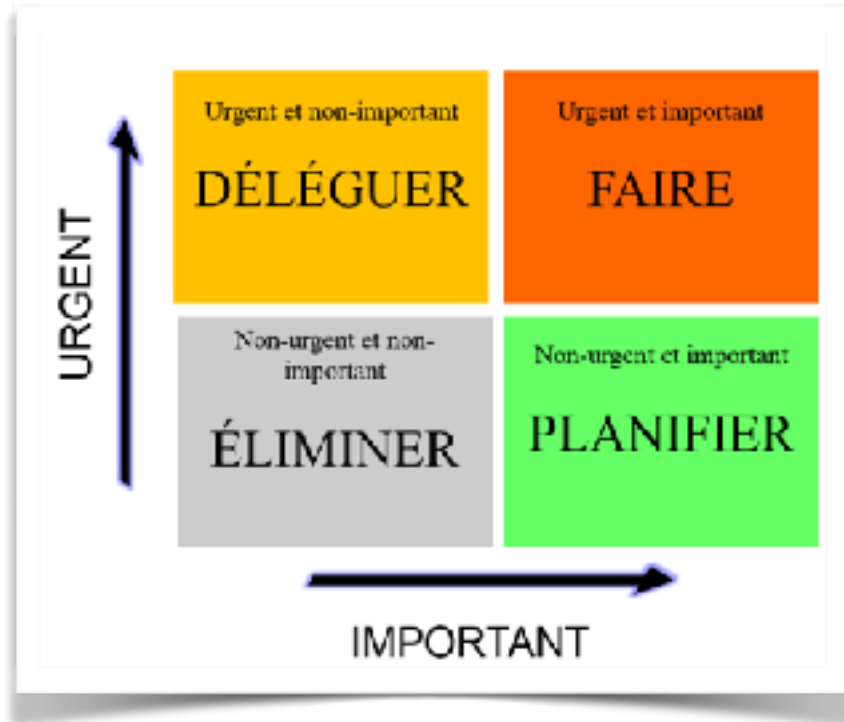 URGENT
Urgent et non-important
DÉLÉGUER
Urgent et important
FAIRE
Non-urgent et non-
important
ÉLIMINER
Non-urgent et important
PLANIFIER
IMPORTANT